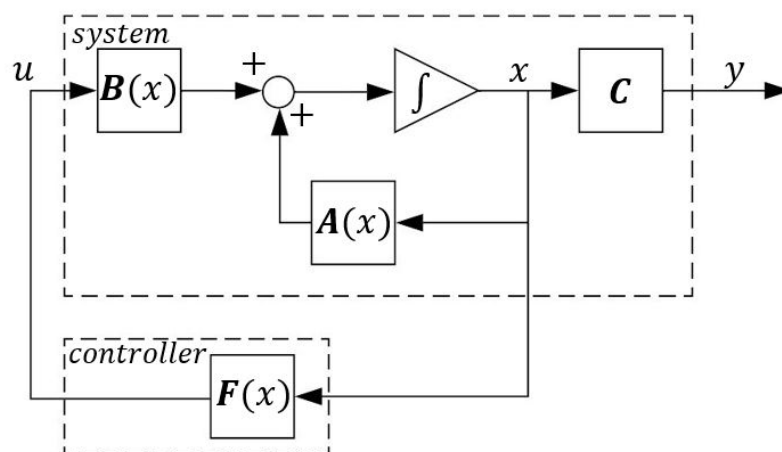 system
u
B(x)
+
+
∫
x
C
y
A(x)
controller
F(x)